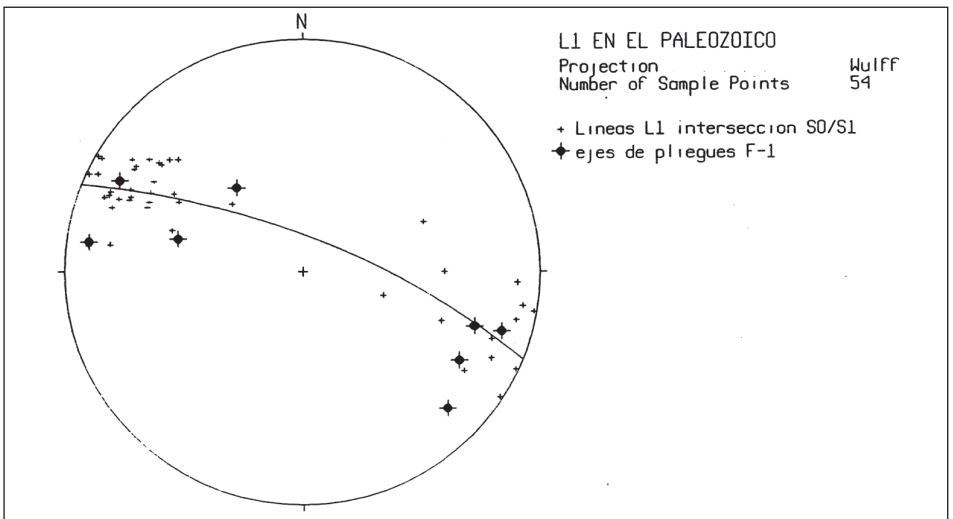 N
L1 EN EL PALEOZOICO
Projection Wulff
Number of Sample Points 54
+ Lineas L1 interseccion S0/S1
ejes de pliegues F-1